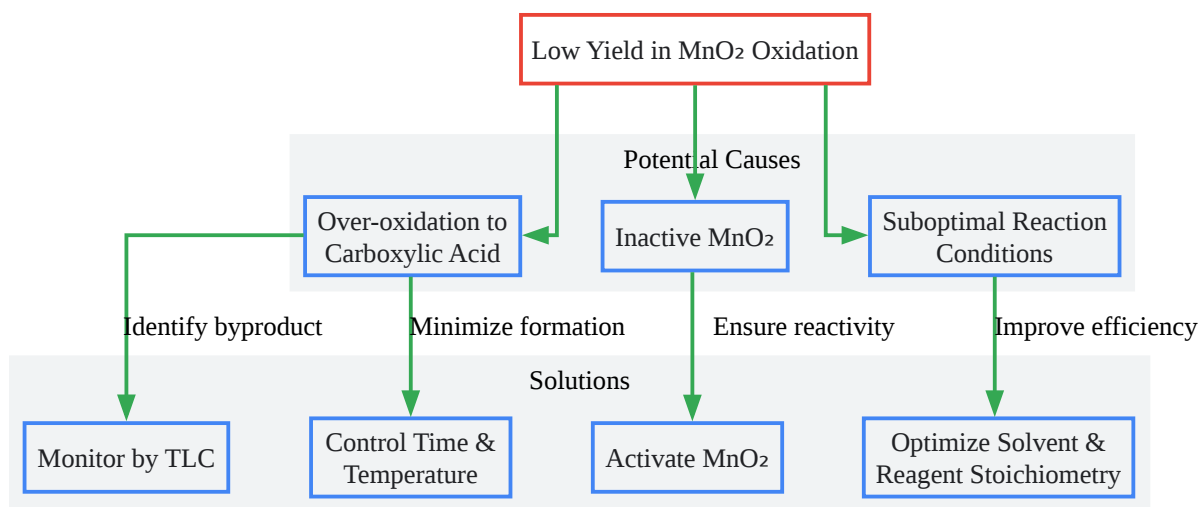 Low Yield in MnO₂ Oxidation
Potential Causes
Over-oxidation to
Carboxylic Acid
Inactive MnO₂
Suboptimal Reaction
Conditions
Identify byproduct
Minimize formation
Ensure reactivity
Improve efficiency
Solutions
Monitor by TLC
Control Time &
Temperature
Activate MnO₂
Optimize Solvent &
Reagent Stoichiometry